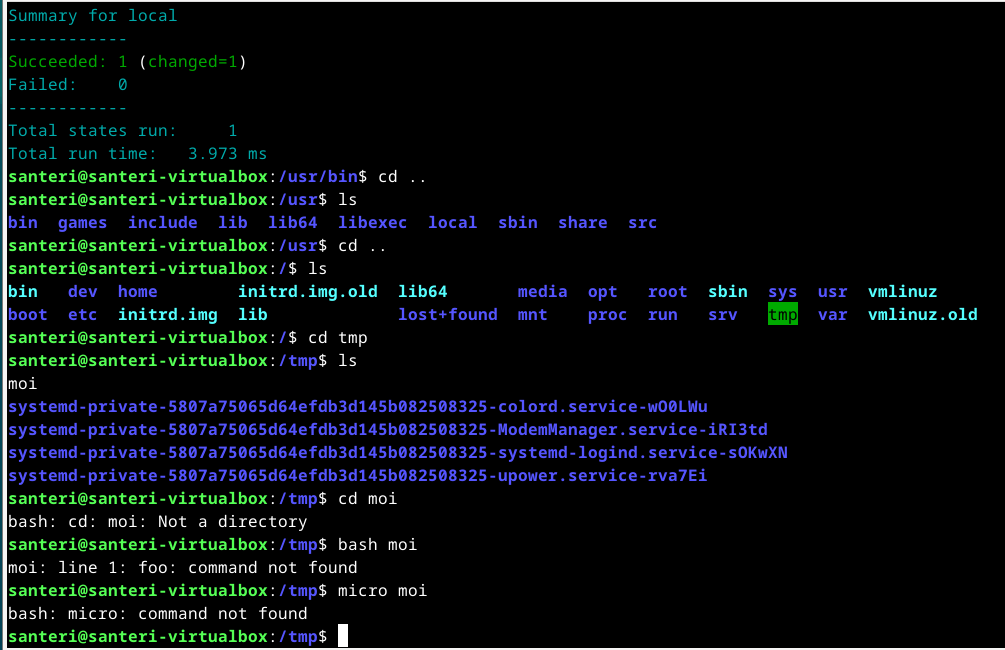 Summary for local
------------
Succeeded: 1 (changed=1)
Failed:    0
------------
Total states run:     1
Total run time:   3.973 ms
santeri@santeri-virtualbox:/usr/bin$ cd ..
santeri@santeri-virtualbox:/usr$ ls
bin  games  include  lib  lib64  libexec  local  sbin  share  src
santeri@santeri-virtualbox:/usr$ cd ..
santeri@santeri-virtualbox:/$ ls
bin   dev  home        initrd.img.old  lib64       media  opt   root  sbin  sys  usr  vmlinuz
boot  etc  initrd.img  lib             lost+found  mnt    proc  run   srv   tmp  var  vmlinuz.old
santeri@santeri-virtualbox:/$ cd tmp
santeri@santeri-virtualbox:/tmp$ ls
moi
systemd-private-5807a75065d64efdb3d145b082508325-colord.service-wO0LWu
systemd-private-5807a75065d64efdb3d145b082508325-ModemManager.service-iRI3td
systemd-private-5807a75065d64efdb3d145b082508325-systemd-logind.service-sOKwXN
systemd-private-5807a75065d64efdb3d145b082508325-upower.service-rva7Ei
santeri@santeri-virtualbox:/tmp$ cd moi
bash: cd: moi: Not a directory
santeri@santeri-virtualbox:/tmp$ bash moi
moi: line 1: foo: command not found
santeri@santeri-virtualbox:/tmp$ micro moi
bash: micro: command not found
santeri@santeri-virtualbox:/tmp$